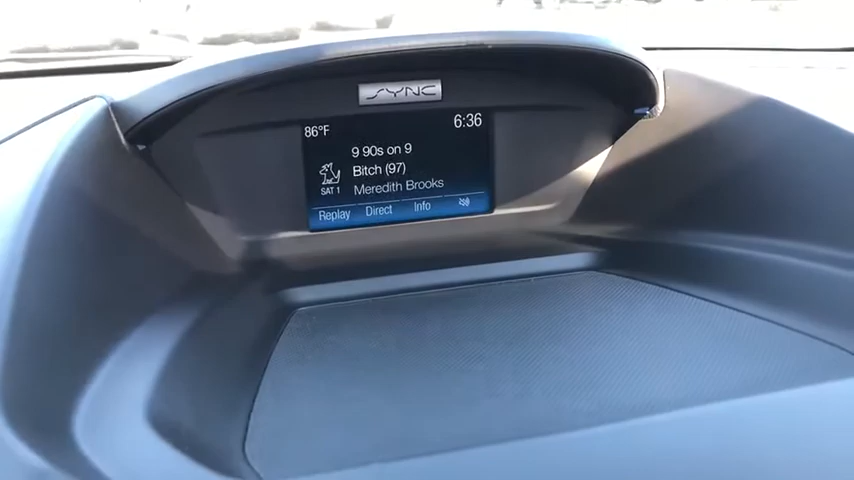 SYNC
86°F 6:36
9 90s on 9
Bitch (97)
SAT 1 Meredith Brooks
Replay Direct Info